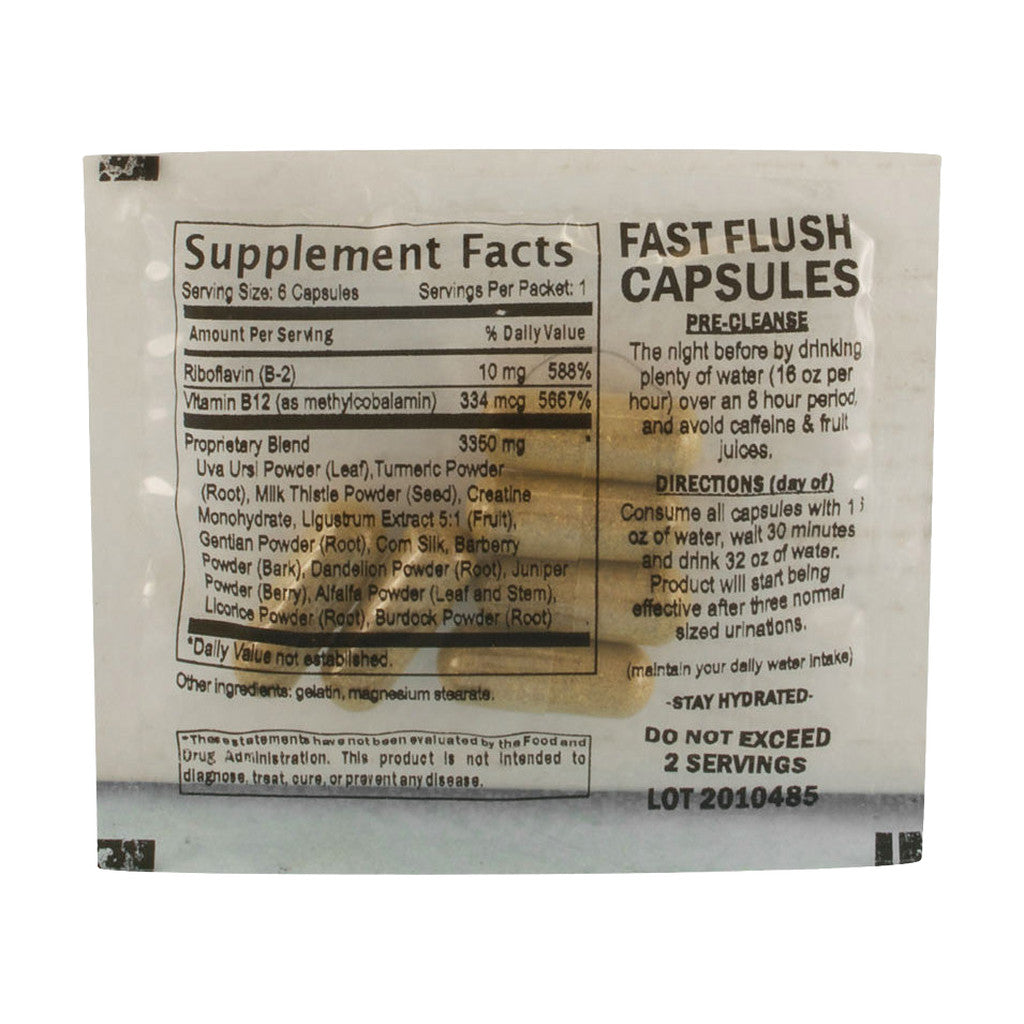 Supplement Facts
Serving Size: 6 Capsules Servings Per Packet: 1
Amount Per Serving % Daily Value
Riboflavin (B-2) 10 mg 588%
Vitamin B12 (as methylcobalamin) 334 mcg 5667%
Proprietary Blend 3350 mg *
Uva Ursi Powder (Leaf), Turmeric Powder
(Root), Milk Thistle Powder (Seed), Creatine
Monohydrate, Ligustrum Extract 5:1 (Fruit),
Gentian Powder (Root), Corn Silk, Barberry
Powder (Bark), Dandelion Powder (Root), Juniper
Powder (Berry), Alfalfa Powder (Leaf and Stem),
Licorice Powder (Root), Burdock Powder (Root)
*Daily Value not established.
Other ingredients: gelatin, magnesium stearate.
*These statements have not been evaluated by the Food and
Drug Administration. This product is not intended to
diagnose, treat, cure, or prevent any disease.
FAST FLUSH
CAPSULES
PRE-CLEANSE
The night before by drinking
plenty of water (16 oz per
hour) over an 8 hour period,
and avoid caffeine & fruit
juices.
DIRECTIONS (day of)
Consume all capsules with
oz of water, wait 30 minutes
and drink 32 oz of water.
Product will start being
effective after three normal
sized urinations.
(maintain your daily water intake)
-STAY HYDRATED-
DO NOT EXCEED
2 SERVINGS
LOT 2010485